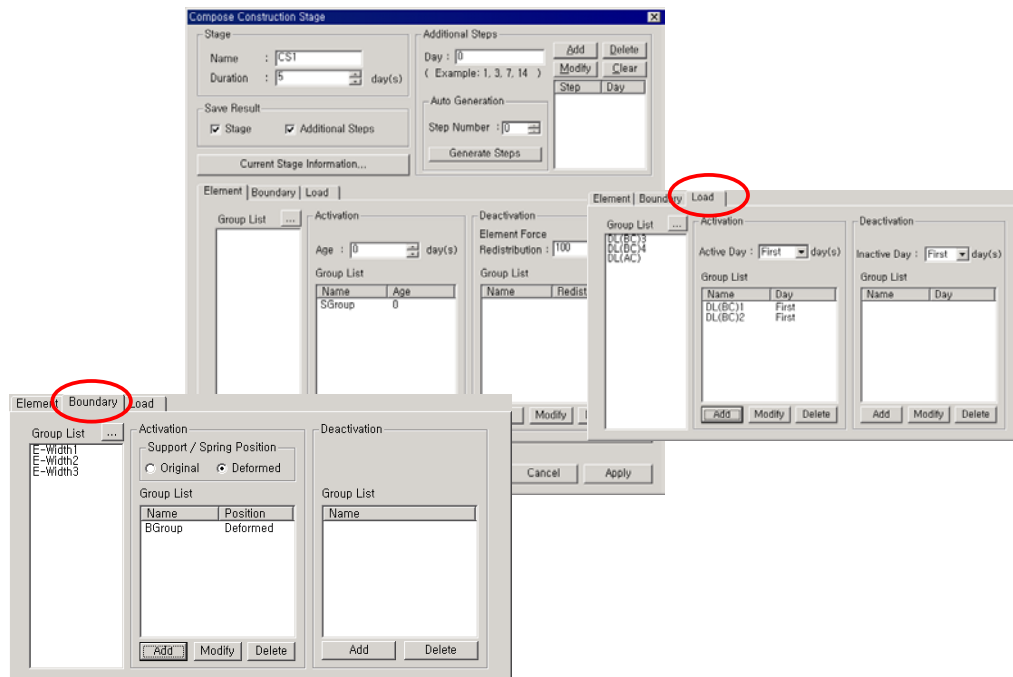 Compose Construction Stage
Stage
Name : CS1
Duration : 5 day(s)
Save Result
Stage Additional Steps
Current Stage Information...
Additional Steps
Day : 0
( Example: 1, 3, 7, 14 )
Add Delete
Modify Clear
Step Day
Auto Generation
Step Number : 0
Generate Steps
Element Boundary Load
Group List ...
Activation
Age : 0 day(s)
Group List
Name Age
SGroup 0
Deactivation
Element Force
Redistribution : 100
Group List
Name Redist
Modify
Cancel Apply
Element Boundary Load
Group List ...
DL(BC)3
DL(BC)4
DL(AC)
Activation
Active Day : First day(s)
Group List
Name Day
DL(BC)1 First
DL(BC)2 First
Add Modify Delete
Deactivation
Inactive Day : First day(s)
Group List
Name Day
Add Modify Delete
Element Boundary Load
Group List ...
E-Width1
E-Width2
E-Width3
Activation
Support / Spring Position
Original Deformed
Group List
Name Position
BGroup Deformed
Add Modify Delete
Deactivation
Group List
Name
Add Delete